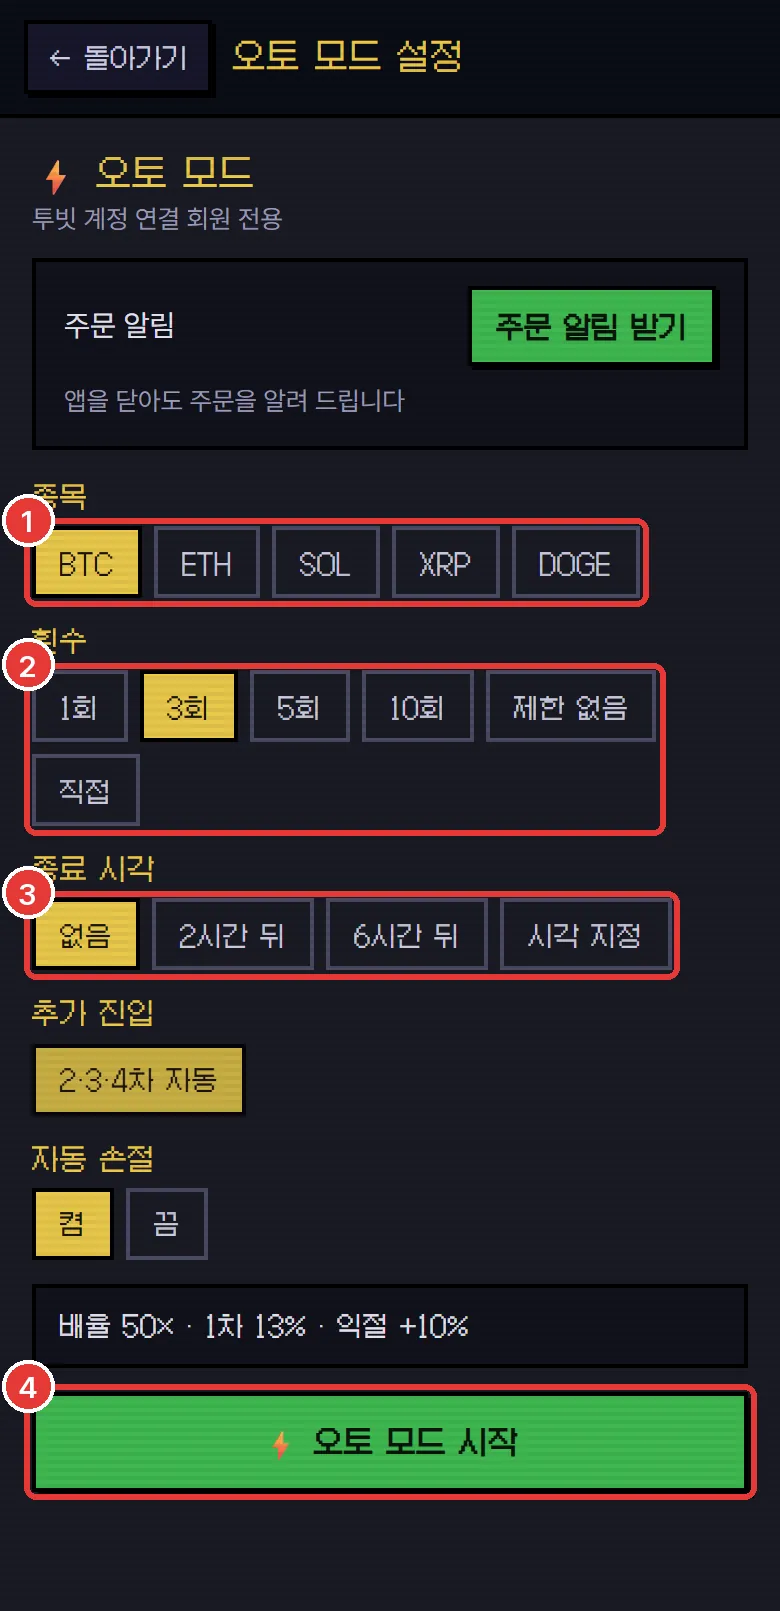 ← 돌아가기 오토 모드 설정
오토 모드
투빗 계정 연결 회원 전용
주문 알림 주문 알림 받기
앱을 닫아도 주문을 알려 드립니다
종목
1
BTC ETH SOL XRP DOGE
횟수
2
1회 3회 5회 10회 제한 없음
직접
종료 시각
3
없음 2시간 뒤 6시간 뒤 시각 지정
추가 진입
2·3·4차 자동
자동 손절
켬 끔
배율 50× · 1차 13% · 익절 +10%
4
오토 모드 시작